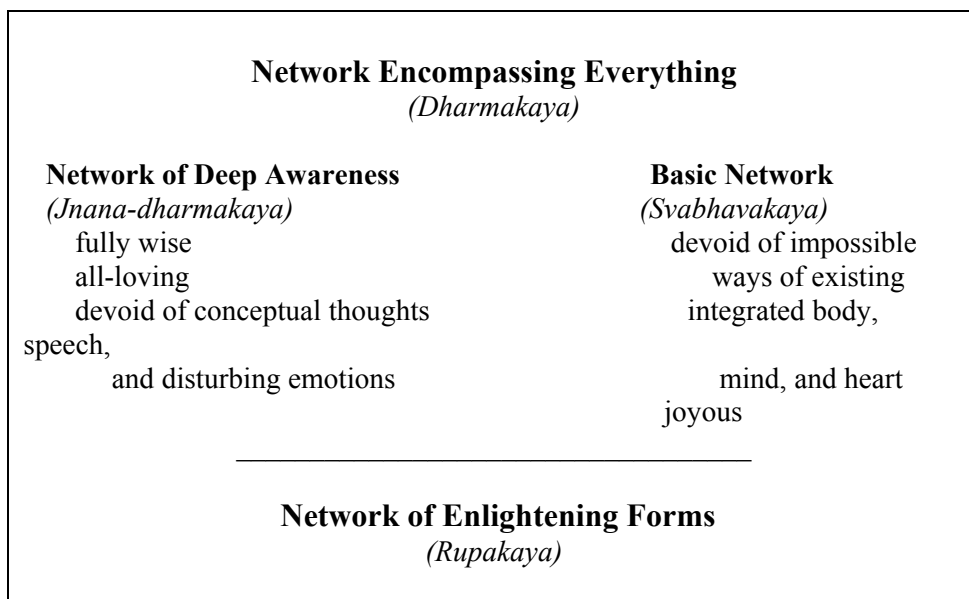 Network Encompassing Everything
(Dharmakaya)
Network of Deep Awareness Basic Network
(Jnana-dharmakaya) (Svabhavakaya)
fully wise devoid of impossible
all-loving ways of existing
devoid of conceptual thoughts integrated body,
speech,
and disturbing emotions mind, and heart
joyous
Network of Enlightening Forms
(Rupakaya)